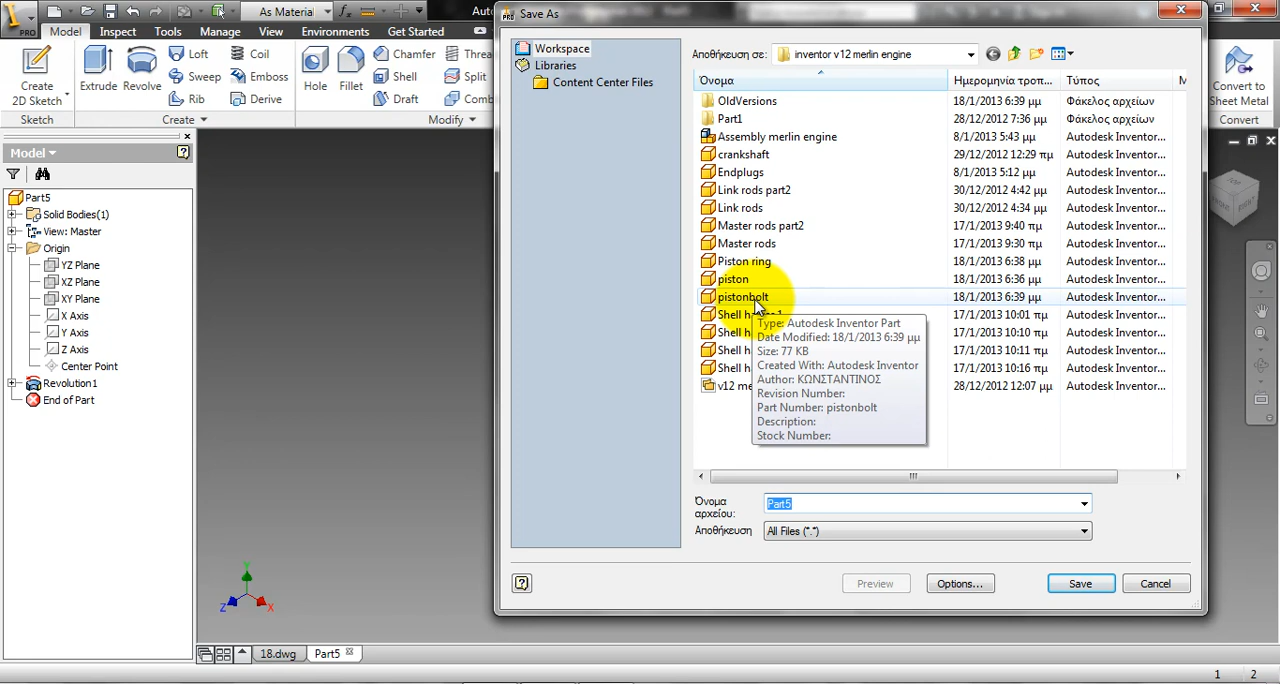 PRO
As Material
Auto
PRO Save As
Model Inspect Tools Manage View Environments Get Started
Create
2D Sketch
Sketch
Extrude Revolve Loft Sweep Rib Coil Emboss Derive
Create
Hole Fillet Chamfer Shell Draft Threa Split Comb
Modify
Convert to
Sheet Metal
Convert
Model
Part5
Solid Bodies(1)
View: Master
Origin
YZ Plane
XZ Plane
XY Plane
X Axis
Y Axis
Z Axis
Center Point
Revolution1
End of Part
Workspace
Libraries
Content Center Files
Αποθήκευση σε: inventor v12 merlin engine
Όνομα Ημερομηνία τροπ... Τύπος Μ
OldVersions 18/1/2013 6:39 μμ Φάκελος αρχείων
Part1 28/12/2012 7:36 μμ Φάκελος αρχείων
Assembly merlin engine 8/1/2013 5:43 μμ Autodesk Inventor...
crankshaft 29/12/2012 12:29 πμ Autodesk Inventor...
Endplugs 8/1/2013 5:12 μμ Autodesk Inventor...
Link rods part2 30/12/2012 4:42 μμ Autodesk Inventor...
Link rods 30/12/2012 4:34 μμ Autodesk Inventor...
Master rods part2 17/1/2013 9:40 πμ Autodesk Inventor...
Master rods 17/1/2013 9:30 πμ Autodesk Inventor...
Piston ring 18/1/2013 6:38 μμ Autodesk Inventor...
piston 18/1/2013 6:36 μμ Autodesk Inventor...
pistonbolt 18/1/2013 6:39 μμ Autodesk Inventor...
Shell 17/1/2013 10:01 πμ Autodesk Inventor...
Shell h 17/1/2013 10:10 πμ Autodesk Inventor...
Shell h 17/1/2013 10:11 πμ Autodesk Inventor...
Shell h 17/1/2013 10:16 πμ Autodesk Inventor...
v12 me 28/12/2012 12:07 μμ Autodesk Inventor...
Type: Autodesk Inventor Part
Date Modified: 18/1/2013 6:39 μμ
Size: 77 KB
Created With: Autodesk Inventor
Author: ΚΩΝΣΤΑΝΤΙΝΟΣ
Revision Number:
Part Number: pistonbolt
Description:
Stock Number:
Όνομα
αρχείου: Part5
Αποθήκευση All Files (*.*)
Preview Options... Save Cancel
TOP FRONT RIGHT
Y
Z X
18.dwg Part5
1 2